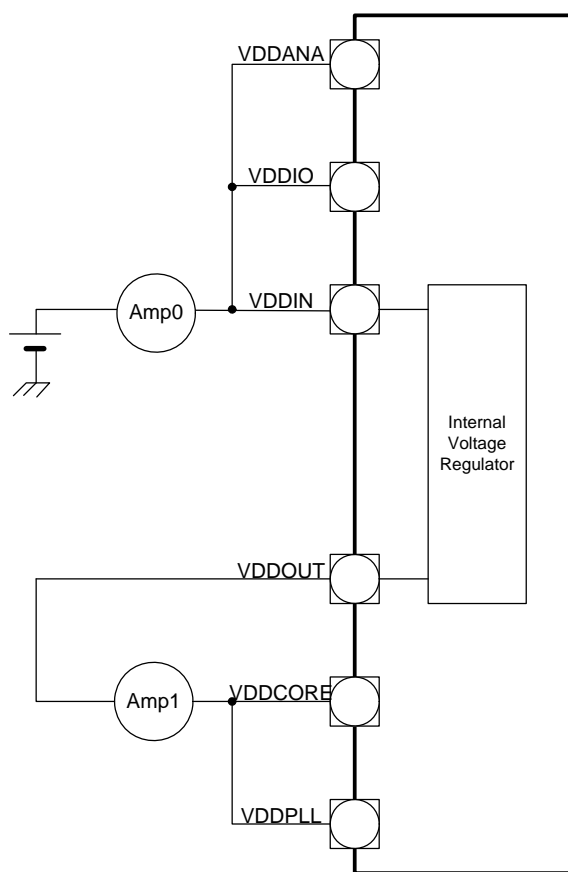 VDDANA
VDDIO
Amp0
VDDIN
Internal
Voltage
Regulator
VDDOUT
Amp1
VDDCORE
VDDPLL